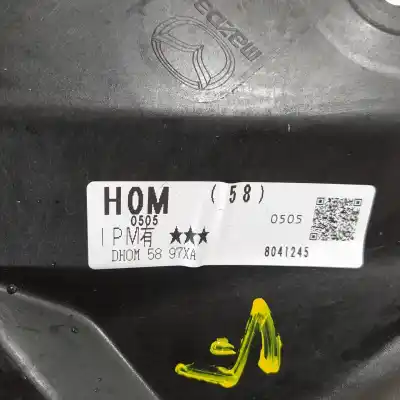 mazda
HOM (58)
0505
0505
IPM有 ★★★
DHOM 58 97XA
8041245